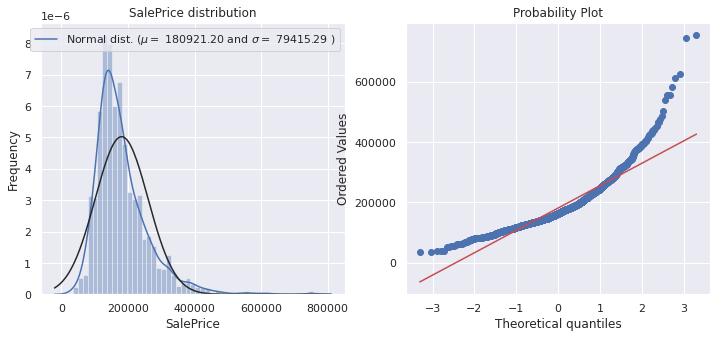 SalePrice distribution
1e−6
Normal dist. (μ = 180921.20 and σ = 79415.29 )
8
7
6
5
4
3
2
1
0
Frequency
0 200000 400000 600000 800000
SalePrice
Probability Plot
600000
400000
200000
0
Ordered Values
−3 −2 −1 0 1 2 3
Theoretical quantiles